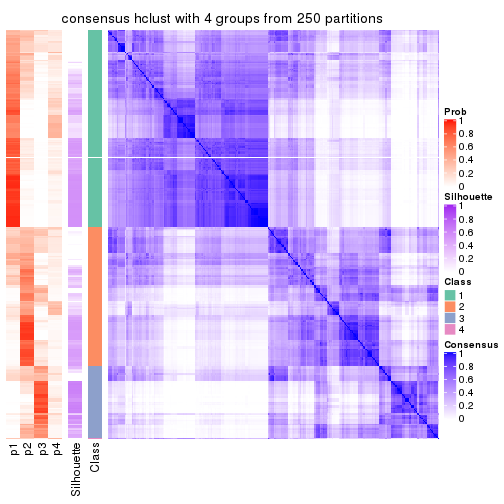 consensus hclust with 4 groups from 250 partitions
Prob
1
0.8
0.6
0.4
0.2
0
Silhouette
1
0.8
0.6
0.4
0.2
0
Class
1
2
3
4
Consensus
1
0.8
0.6
0.4
0.2
0
p1
p2
p3
p4
Silhouette
Class